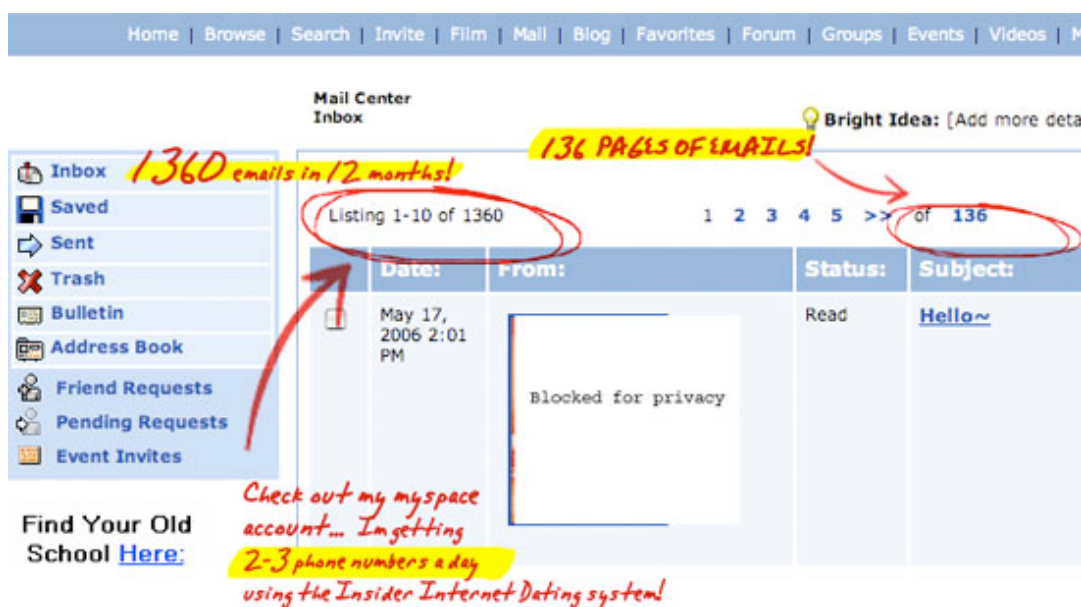 Home | Browse | Search | Invite | Film | Mail | Blog | Favorites | Forum | Groups | Events | Videos | M
Mail Center
Inbox
Bright Idea: [Add more deta
136 PAGES OF EMAILS!
1360 emails in 12 months!
Inbox
Saved
Sent
Trash
Bulletin
Address Book
Friend Requests
Pending Requests
Event Invites
Listing 1-10 of 1360
1 2 3 4 5 >> of 136
Date: From: Status: Subject:
May 17,
2006 2:01
PM
Blocked for privacy
Read
Hello~
Find Your Old
School Here:
Check out my myspace
account... Im getting
2-3 phone numbers a day
using the Insider Internet Dating system!